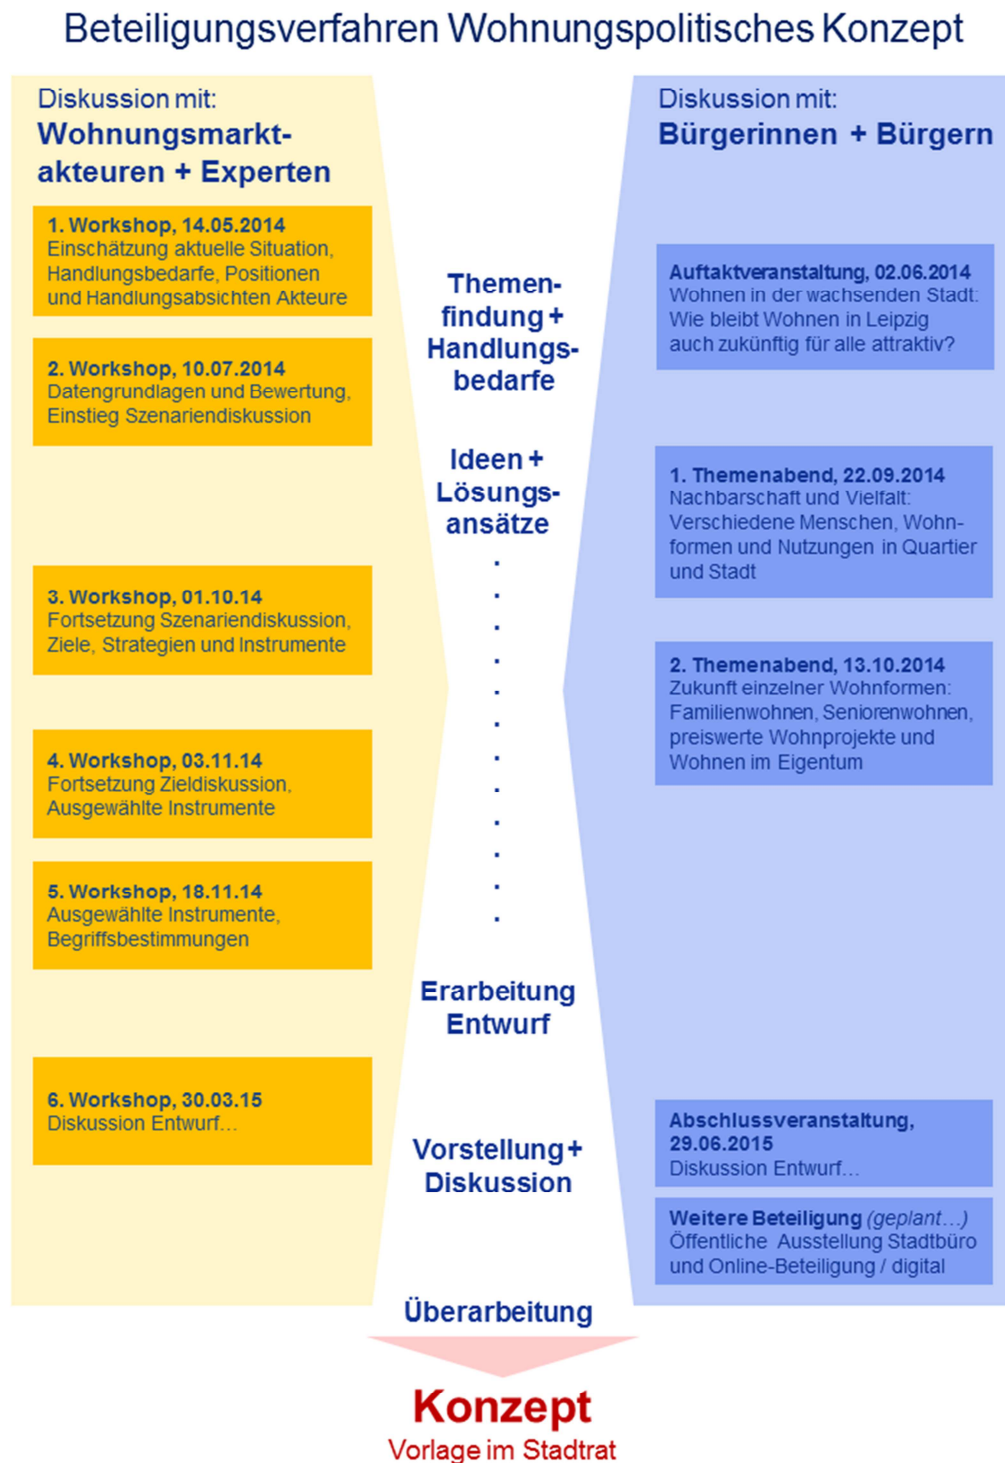 Beteiligungsverfahren Wohnungspolitisches Konzept
Diskussion mit:
Wohnungsmarkt-
akteuren + Experten
1. Workshop, 14.05.2014
Einschätzung aktuelle Situation,
Handlungsbedarfe, Positionen
und Handlungsabsichten Akteure
2. Workshop, 10.07.2014
Datengrundlagen und Bewertung,
Einstieg Szenariendiskussion
3. Workshop, 01.10.14
Fortsetzung Szenariendiskussion,
Ziele, Strategien und Instrumente
4. Workshop, 03.11.14
Fortsetzung Zieldiskussion,
Ausgewählte Instrumente
5. Workshop, 18.11.14
Ausgewählte Instrumente,
Begriffsbestimmungen
6. Workshop, 30.03.15
Diskussion Entwurf...
Themen-
findung +
Handlungs-
bedarfe
Ideen +
Lösungs-
ansätze
.
.
.
.
.
.
.
.
.
.
.
.
Erarbeitung
Entwurf
Vorstellung +
Diskussion
Überarbeitung
Diskussion mit:
Bürgerinnen + Bürgern
Auftaktveranstaltung, 02.06.2014
Wohnen in der wachsenden Stadt:
Wie bleibt Wohnen in Leipzig
auch zukünftig für alle attraktiv?
1. Themenabend, 22.09.2014
Nachbarschaft und Vielfalt:
Verschiedene Menschen, Wohn-
formen und Nutzungen in Quartier
und Stadt
2. Themenabend, 13.10.2014
Zukunft einzelner Wohnformen:
Familienwohnen, Seniorenwohnen,
preiswerte Wohnprojekte und
Wohnen im Eigentum
Abschlussveranstaltung,
29.06.2015
Diskussion Entwurf...
Weitere Beteiligung (geplant...)
Öffentliche Ausstellung Stadtbüro
und Online-Beteiligung / digital
Konzept
Vorlage im Stadtrat